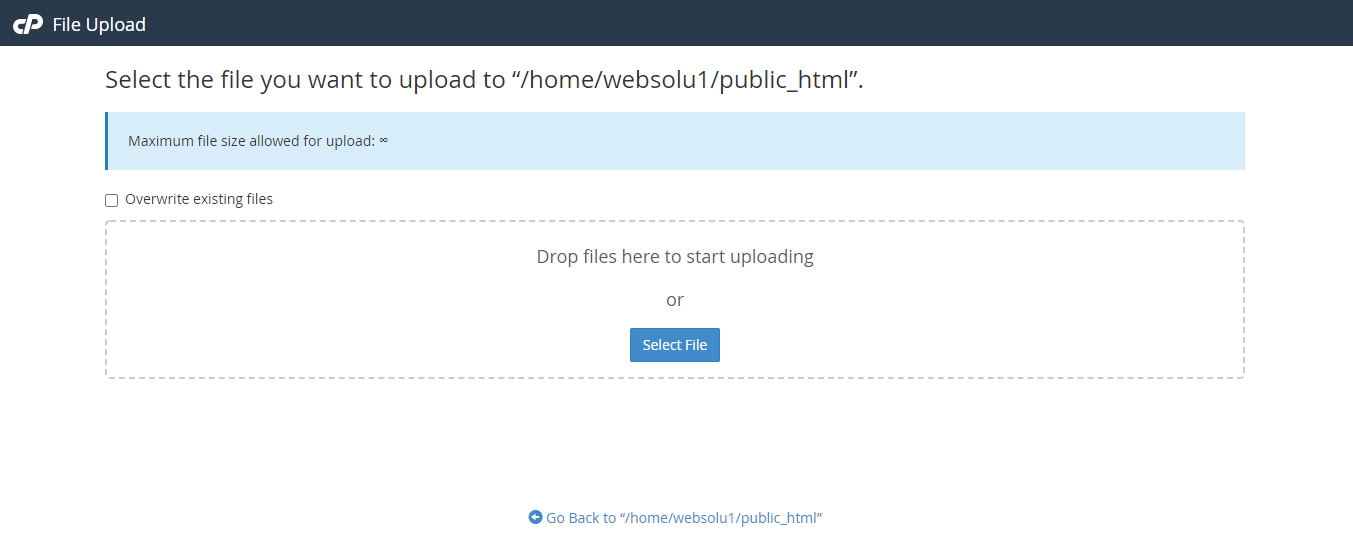 cP File Upload
Select the file you want to upload to “/home/websolu1/public_html”.
Maximum file size allowed for upload: ∞
Overwrite existing files
Drop files here to start uploading
or
Select File
Go Back to “/home/websolu1/public_html”